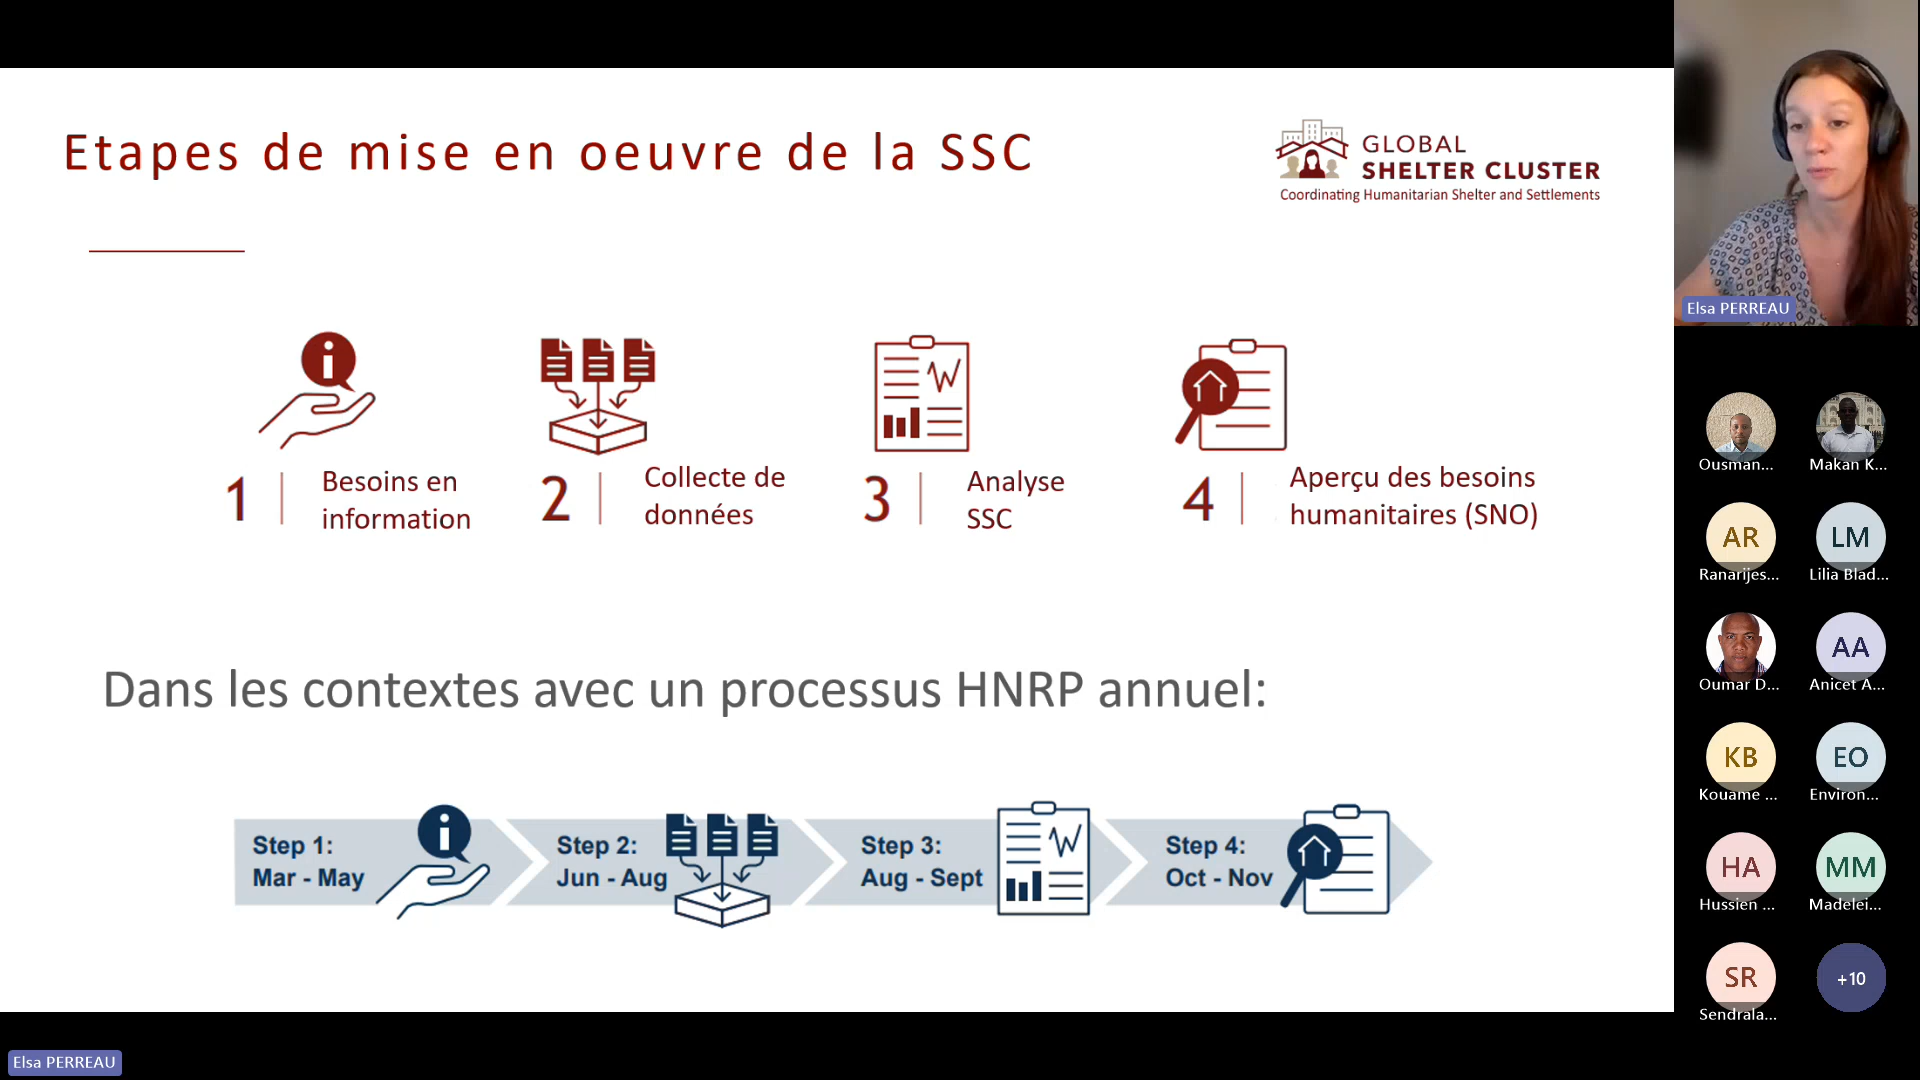 Etapes de mise en oeuvre de la SSC
GLOBAL
SHELTER CLUSTER
Coordinating Humanitarian Shelter and Settlements
1
Besoins en
information
2
Collecte de
données
3
Analyse
SSC
4
Aperçu des besoins
humanitaires (SNO)
Dans les contextes avec un processus HNRP annuel:
Step 1:
Mar - May
Step 2:
Jun - Aug
Step 3:
Aug - Sept
Step 4:
Oct - Nov
Elsa PERREAU
Ousman...
Makan K...
AR
Ranarijes...
LM
Lilia Blad...
Oumar D...
AA
Anicet A...
KB
Kouame ...
EO
Environ...
HA
Hussien ...
MM
Madelei...
SR
Sendrala...
+10
Elsa PERREAU